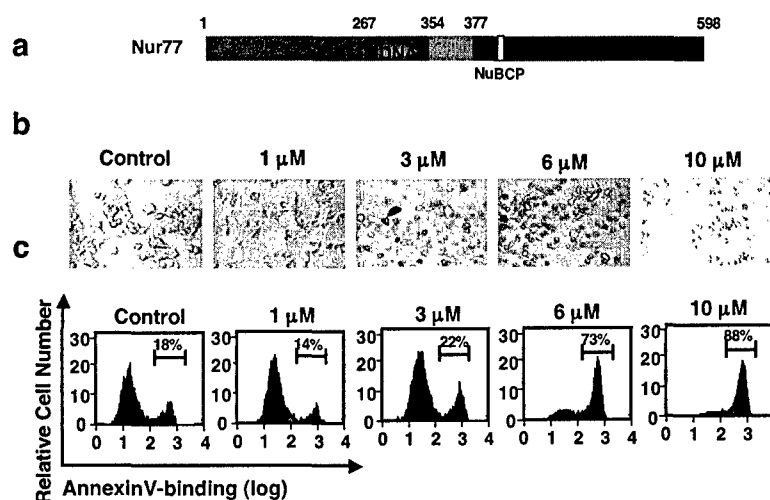 1 267 354 377 598
a Nur77 DNA
NuBCP
b
Control 1 μM 3 μM 6 μM 10 μM
c
Control 1 μM 3 μM 6 μM 10 μM
Relative Cell Number
30 30 30 30 30
18% 14% 22% 73% 88%
20 20 20 20 20
10 10 10 10 10
0 0 0 0 0
0 1 2 3 4 0 1 2 3 4 0 1 2 3 4 0 1 2 3 4 0 1 2 3
AnnexinV-binding (log)